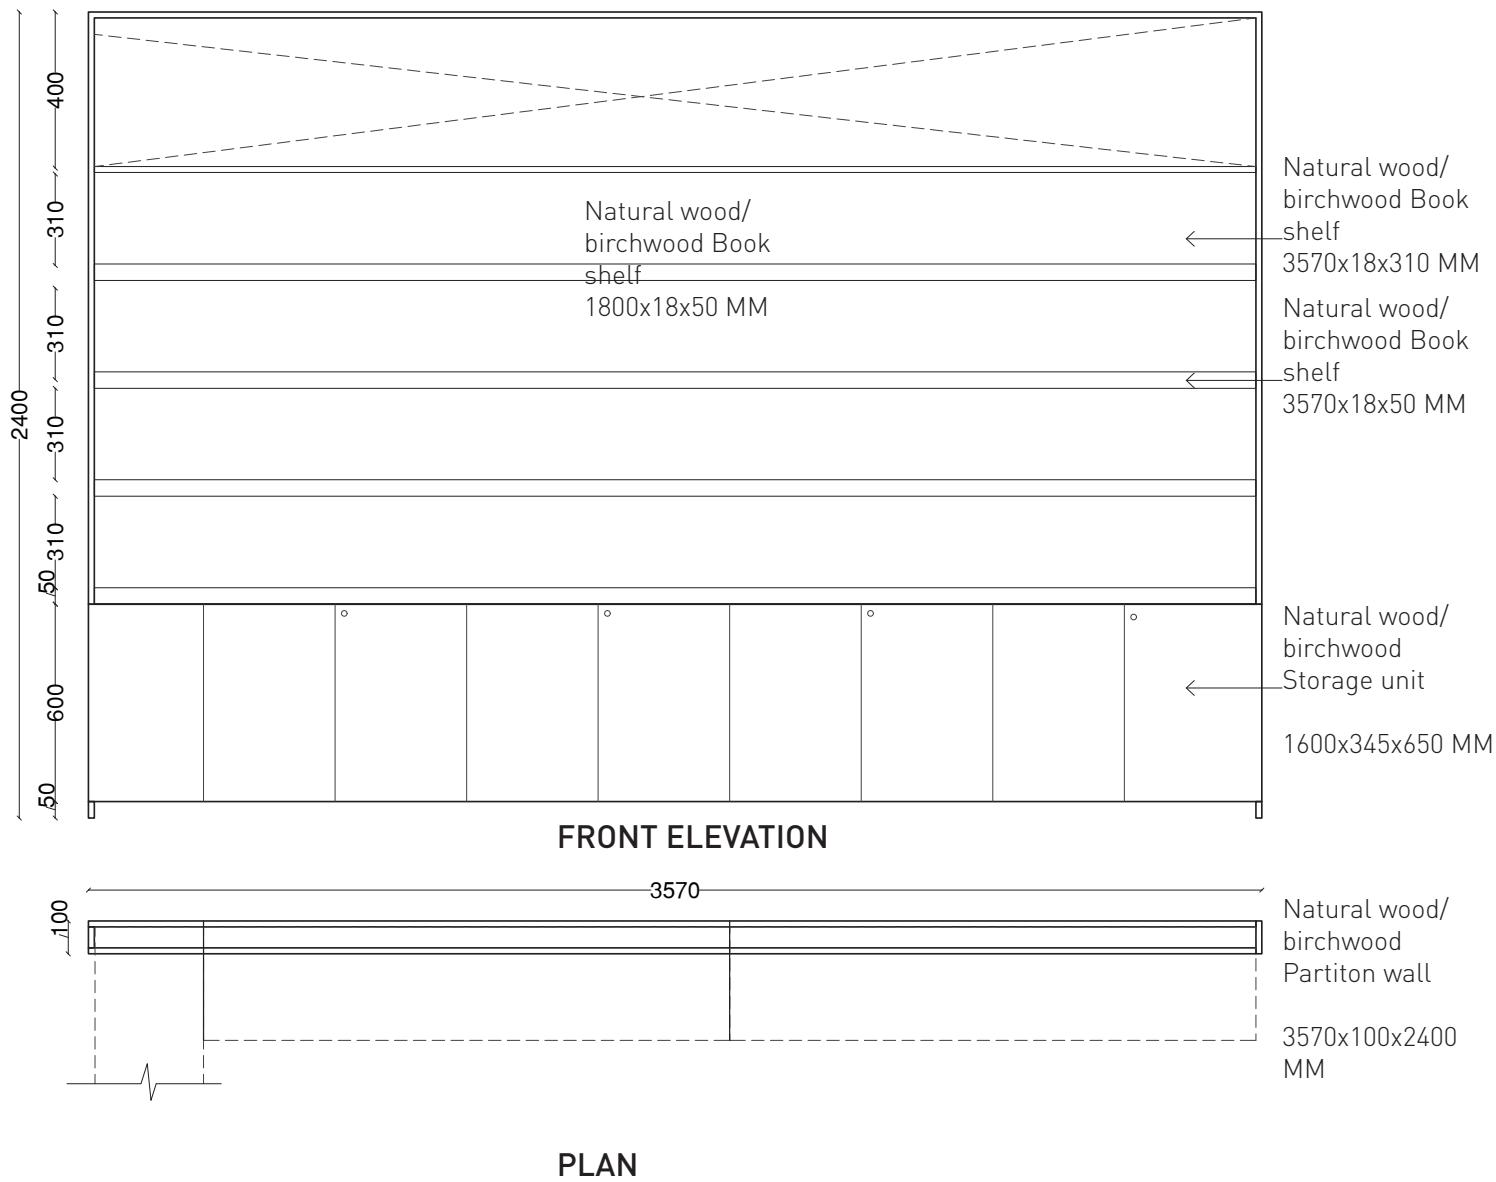 400
310
310
310
310
50
600
50
2400
Natural wood/
birchwood Book
shelf
1800x18x50 MM
Natural wood/
birchwood Book
shelf
3570x18x310 MM
Natural wood/
birchwood Book
shelf
3570x18x50 MM
Natural wood/
birchwood
Storage unit
1600x345x650 MM
FRONT ELEVATION
3570
100
Natural wood/
birchwood
Partiton wall
3570x100x2400
MM
PLAN